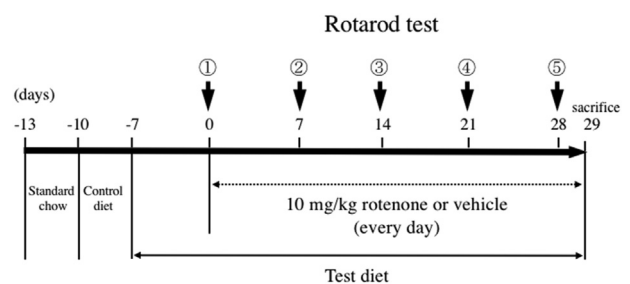 Rotarod test
① ② ③ ④ ⑤
(days)
sacrifice
-13 -10 -7 0 7 14 21 28 29
Standard chow
Control diet
10 mg/kg rotenone or vehicle
(every day)
Test diet